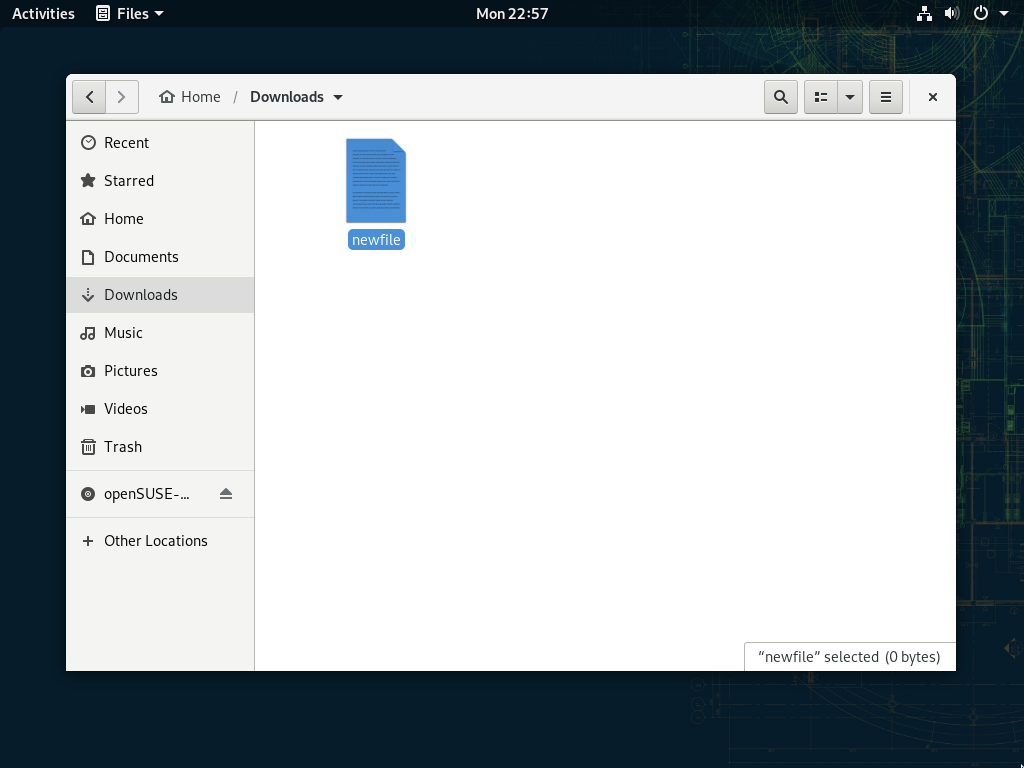 Activities Files Mon 22:57
Home / Downloads
Recent
Starred
Home
Documents
Downloads
Music
Pictures
Videos
Trash
openSUSE-...
Other Locations
newfile
“newfile” selected (0 bytes)